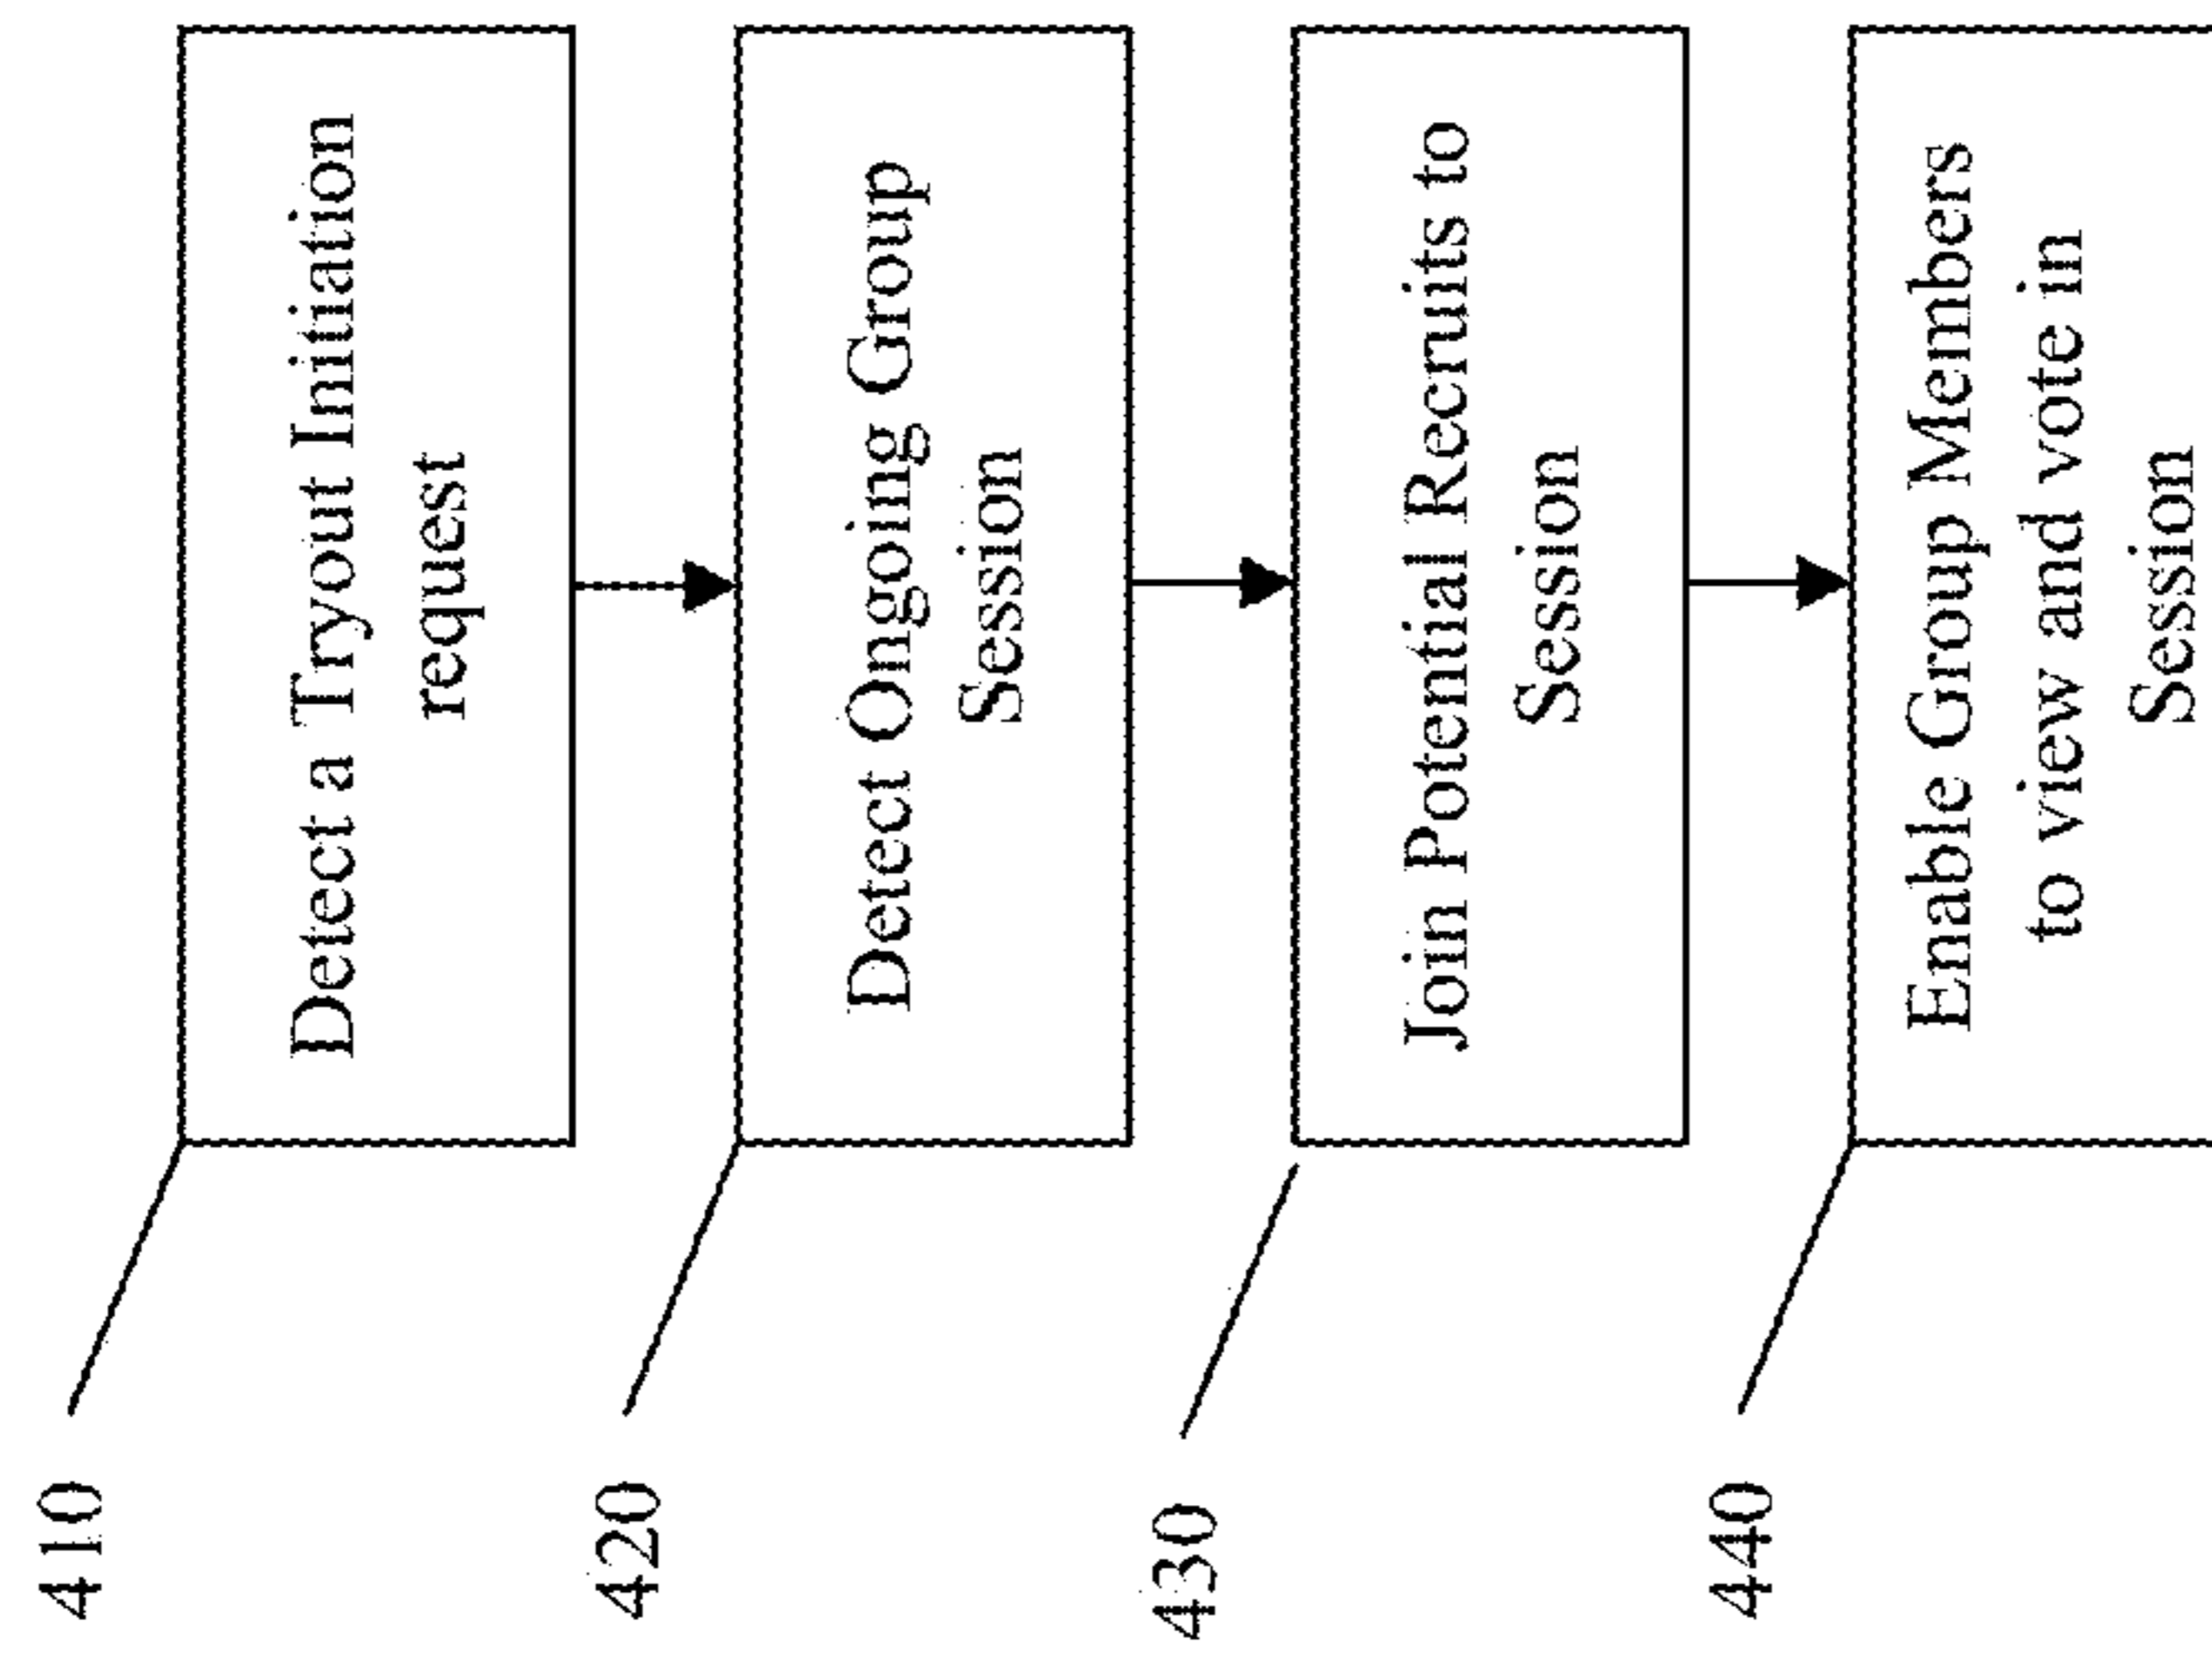 410
Detect a Tryout Initiation
request
420
Detect Ongoing Group
Session
430
Join Potential Recruits to
Session
440
Enable Group Members
to view and vote in
Session